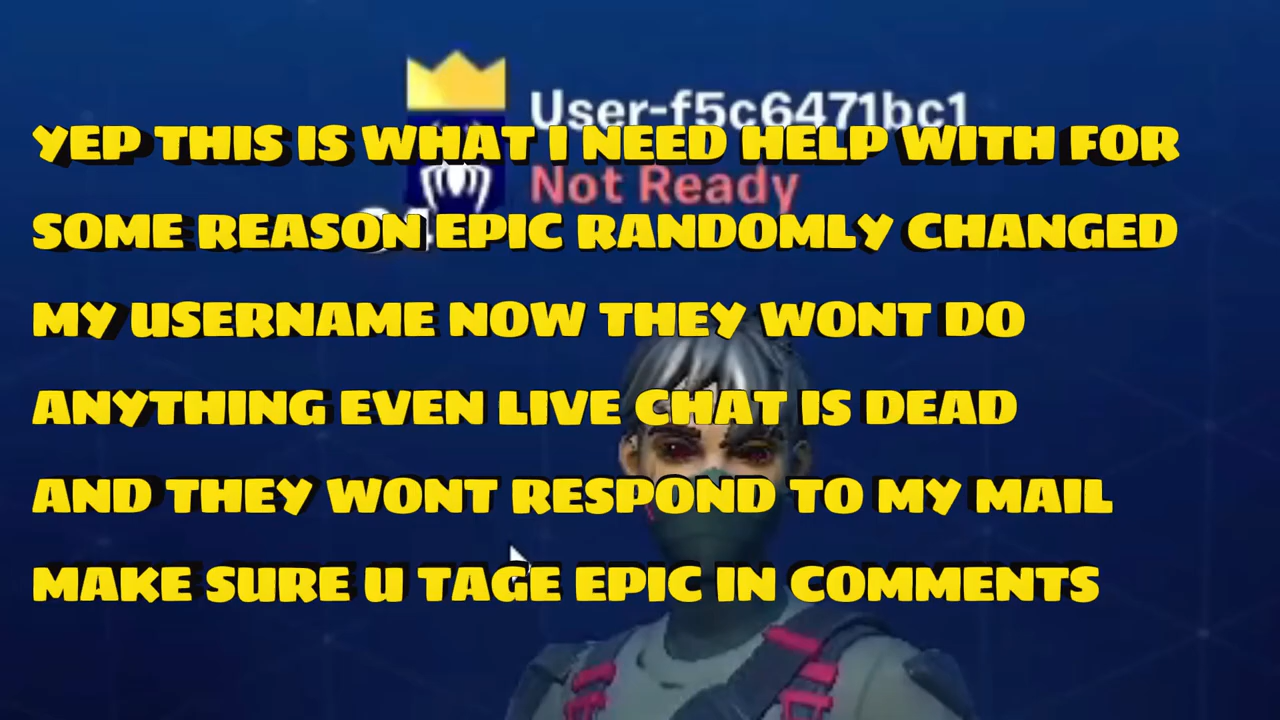 User-f5c6471bc1
YEP THIS IS WHAT I NEED HELP WITH FOR
Not Ready
SOME REASON EPIC RANDOMLY CHANGED
MY USERNAME NOW THEY WONT DO
ANYTHING EVEN LIVE CHAT IS DEAD
AND THEY WONT RESPOND TO MY MAIL
MAKE SURE U TAGE EPIC IN COMMENTS